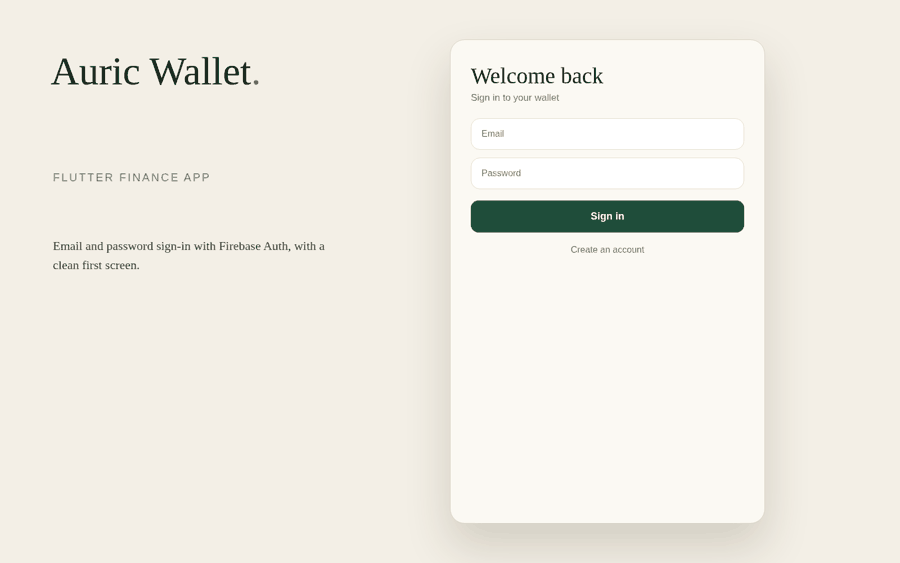 Auric Wallet.
FLUTTER FINANCE APP
Email and password sign-in with Firebase Auth, with a
clean first screen.
Welcome back
Sign in to your wallet
Email
Password
Sign in
Create an account